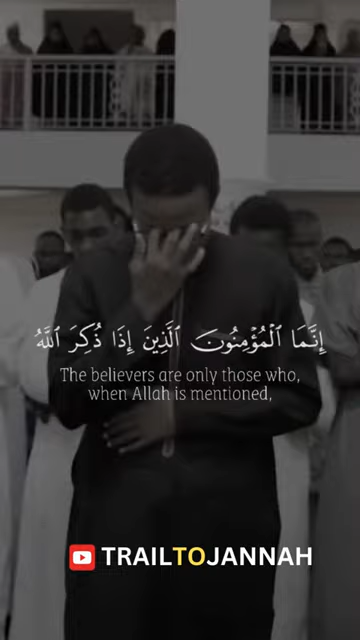 إِنَّمَا ٱلْمُؤْمِنُونَ ٱلَّذِينَ إِذَا ذُكِرَ ٱللَّهُ
The believers are only those who,
when Allah is mentioned,
TRAILTOJANNAH